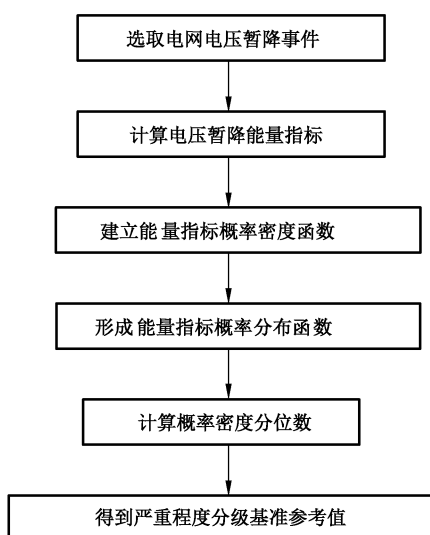 选取电网电压暂降事件
计算电压暂降能量指标
建立能量指标概率密度函数
形成能量指标概率分布函数
计算概率密度分位数
得到严重程度分级基准参考值